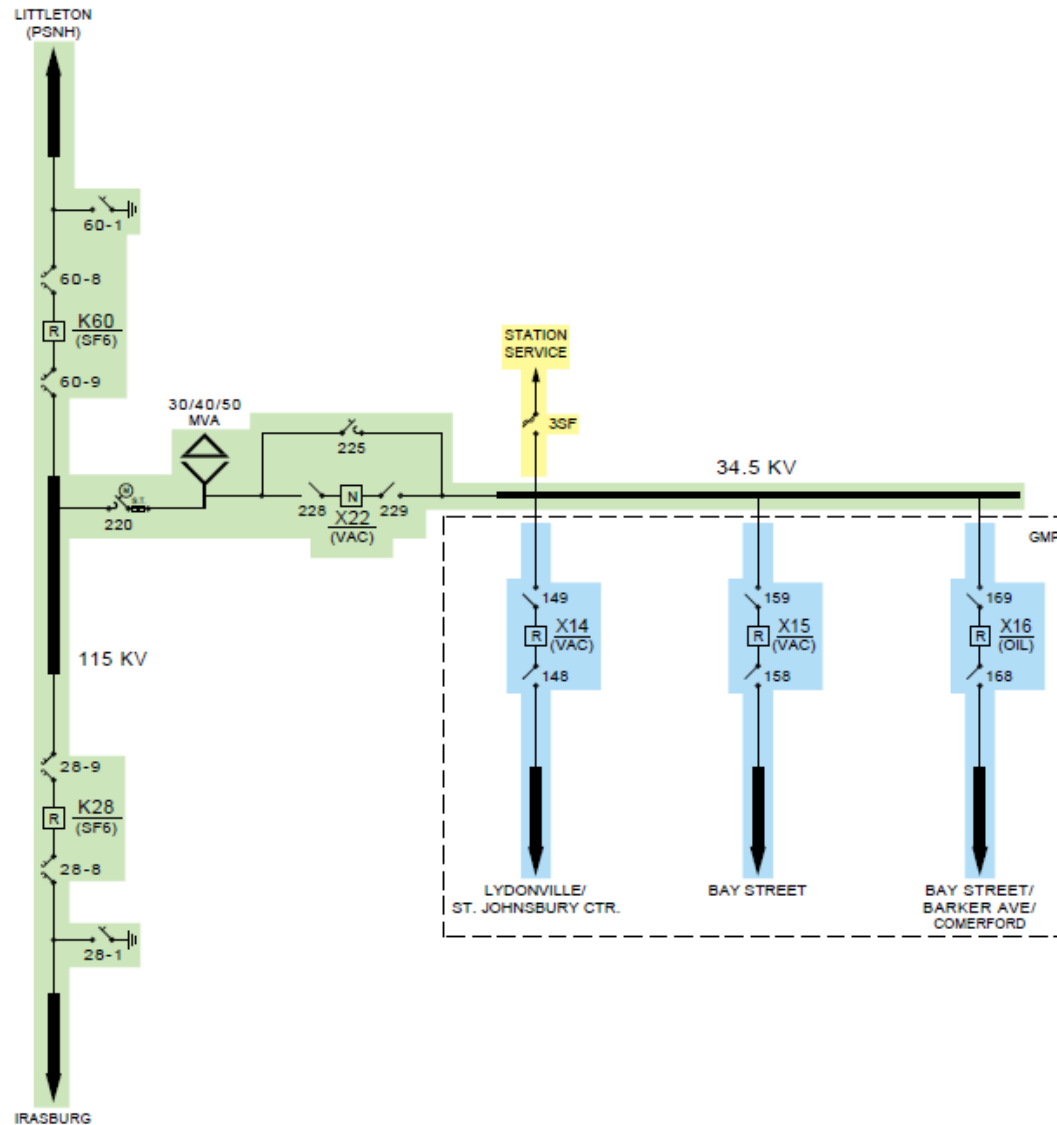 LITTLETON
(PSNH)
60-1
60-8
K60
R
(SF6)
60-9
30/40/50
MVA
225
STATION
SERVICE
3SF
34.5 KV
M
S.T.
220
228
N
229
X22
(VAC)
GMP
115 KV
149
R
X14
(VAC)
148
159
R
X15
(VAC)
158
169
R
X16
(OIL)
168
28-9
K28
R
(SF6)
28-8
28-1
LYDONVILLE/
ST. JOHNSBURY CTR.
BAY STREET
BAY STREET/
BARKER AVE/
COMERFORD
IRASBURG